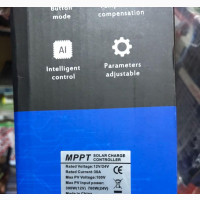 Button
mode
compensation
AI
Intelligent
control
Parameters
adjustable
MPPT
SOLAR CHARGE
CONTROLLER
Rated Voltage:12V/24V
Rated Current:30A
Max PV Voltage:100V
Max PV input power: